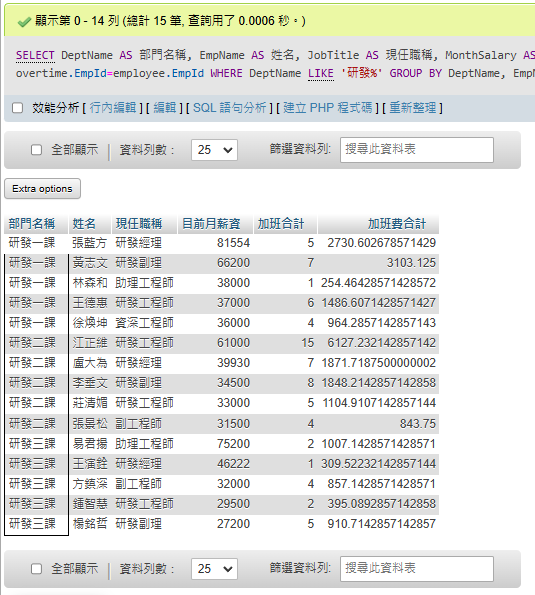 顯示第 0 - 14 列 (總計 15 筆, 查詢用了 0.0006 秒。)
SELECT DeptName AS 部門名稱, EmpName AS 姓名, JobTitle AS 現任職稱, MonthSalary AS
overtime.EmpId=employee.EmpId WHERE DeptName LIKE '研發%' GROUP BY DeptName, EmpN
效能分析 [ 行內編輯 ] [ 編輯 ] [ SQL 語句分析 ] [ 建立 PHP 程式碼 ] [ 重新整理 ]
全部顯示 資料列數: 25 篩選資料列: 搜尋此資料表
Extra options
部門名稱 姓名 現任職稱 目前月薪資 加班合計 加班費合計
研發一課 張藍方 研發經理 81554 5 2730.602678571429
研發一課 黃志文 研發副理 66200 7 3103.125
研發一課 林森和 助理工程師 38000 1 254.46428571428572
研發一課 王德惠 研發工程師 37000 6 1486.6071428571427
研發一課 徐煥坤 資深工程師 36000 4 964.2857142857143
研發二課 江正維 研發工程師 61000 15 6127.232142857142
研發二課 盧大為 研發經理 39930 7 1871.7187500000002
研發二課 李垂文 研發副理 34500 8 1848.2142857142858
研發二課 莊清媚 研發工程師 33000 5 1104.9107142857144
研發二課 張景松 副工程師 31500 4 843.75
研發三課 易君揚 助理工程師 75200 2 1007.1428571428571
研發三課 王演銓 研發經理 46222 1 309.52232142857144
研發三課 方鎮深 副工程師 32000 4 857.1428571428571
研發三課 鍾智慧 研發工程師 29500 2 395.0892857142858
研發三課 楊銘哲 研發副理 27200 5 910.7142857142857
全部顯示 資料列數: 25 篩選資料列: 搜尋此資料表